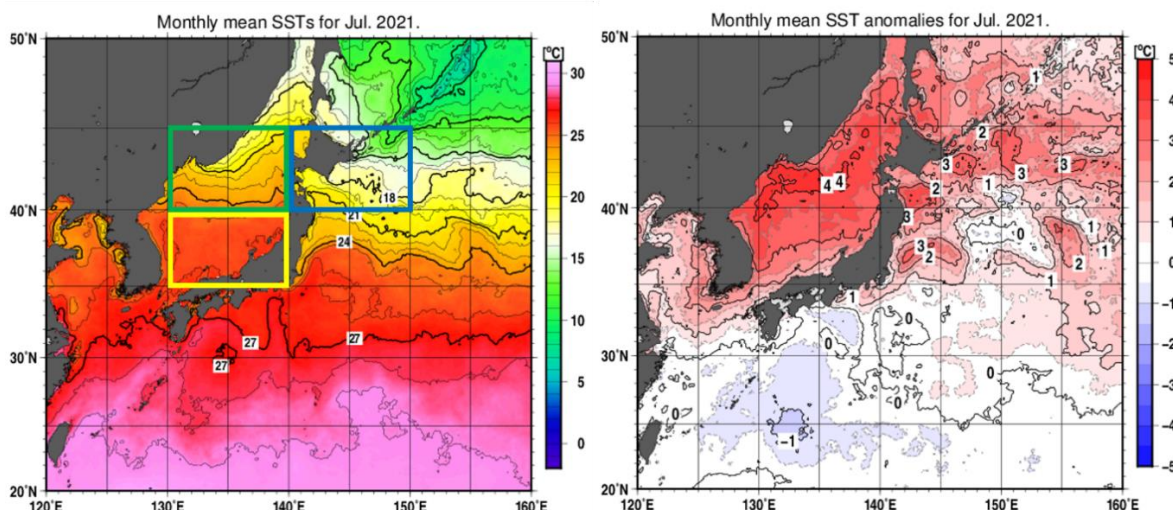 Monthly mean SSTs for Jul. 2021.
50˚N
40˚N
30˚N
20˚N
120˚E
130˚E
140˚E
150˚E
160˚E
18
21
24
27
27
27
[°C]
30
25
20
15
10
5
0
Monthly mean SST anomalies for Jul. 2021.
50˚N
40˚N
30˚N
20˚N
120˚E
130˚E
140˚E
150˚E
160˚E
1
2
3
3
3
4
4
2
1
3
0
3
2
1
1
2
1
1
0
0
0
0
0
−1
[°C]
5
4
3
2
1
0
−1
−2
−3
−4
−5